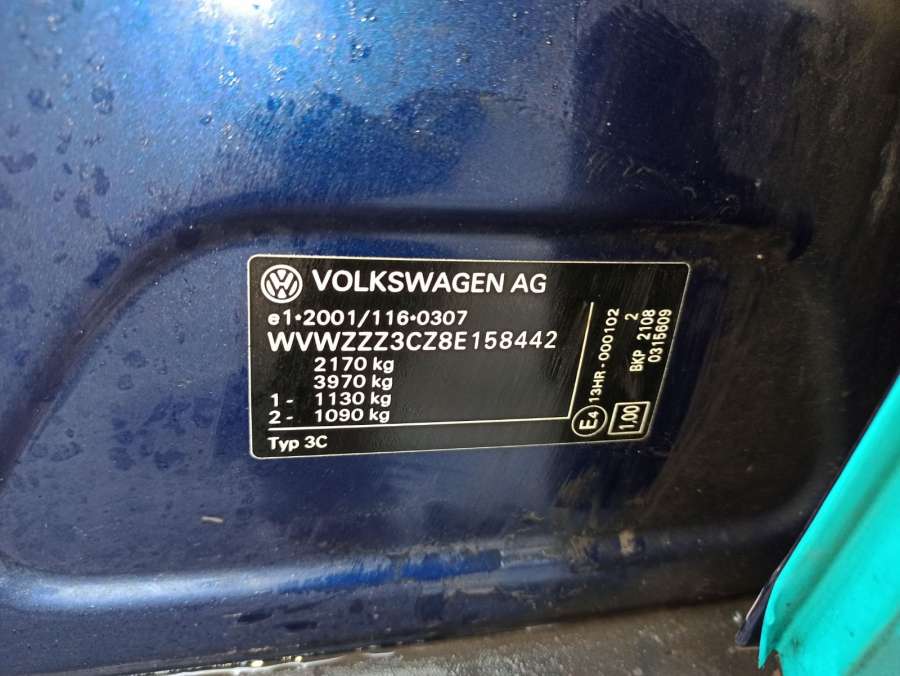 VOLKSWAGEN AG
e1•2001/116•0307
WVWZZZ3CZ8E158442
2170 kg
3970 kg
1- 1130 kg
2- 1090 kg
Typ 3C
E4 13HR-000102
1.00
2
BKP 2108
0315609